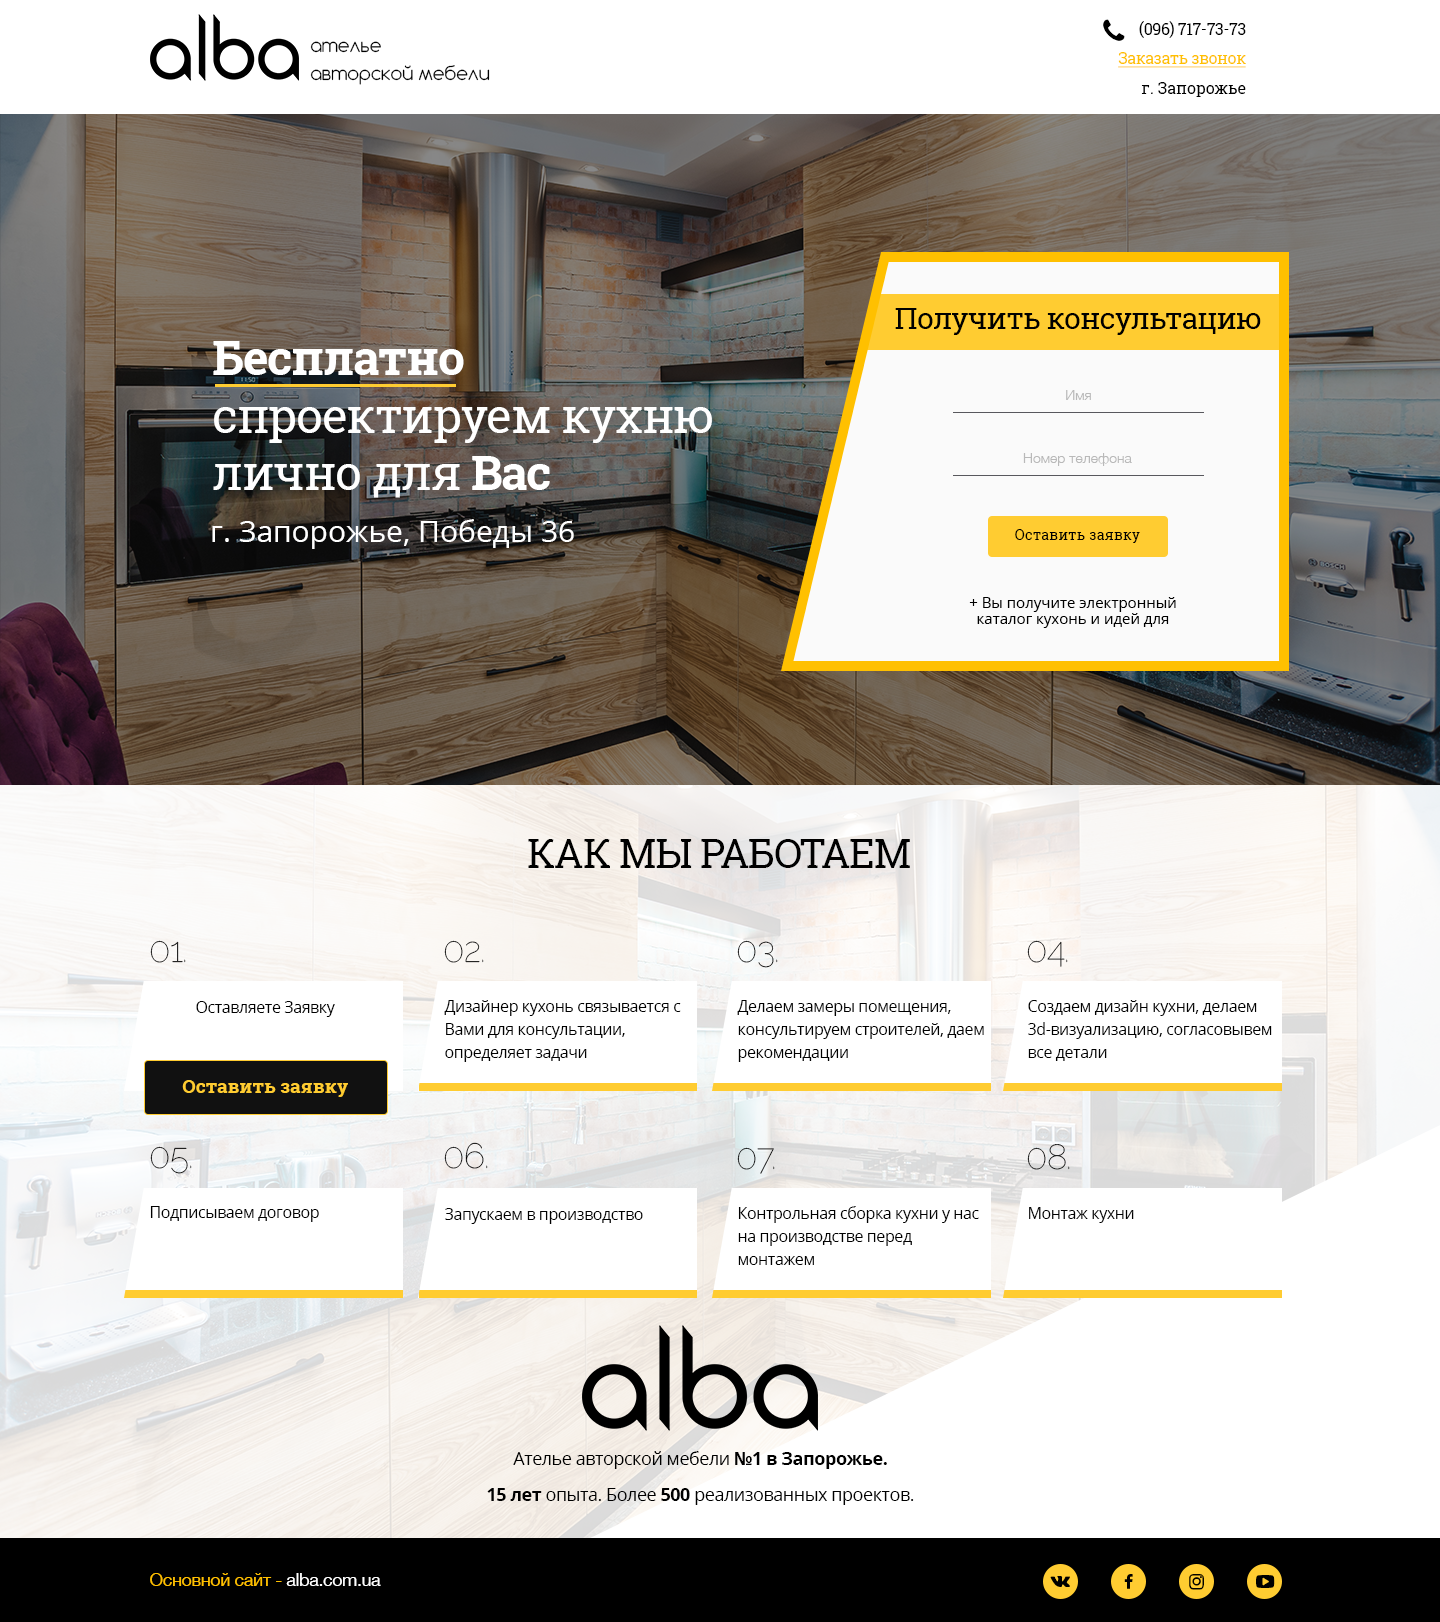 alba
ателье
авторской мебели
(096) 717-73-73
Заказать звонок
г. Запорожье
Бесплатно
спроектируем кухню
лично для Вас
г. Запорожье, Победы 36
Получить консультацию
Имя
Номер телефона
Оставить заявку
+ Вы получите электронный
каталог кухонь и идей для
BOSCH
КАК МЫ РАБОТАЕМ
01.
Оставляете Заявку
Оставить заявку
02.
Дизайнер кухонь связывается с
Вами для консультации,
определяет задачи
03.
Делаем замеры помещения,
консультируем строителей, даем
рекомендации
04.
Создаем дизайн кухни, делаем
3d-визуализацию, согласовывем
все детали
05.
Подписываем договор
06.
Запускаем в производство
07.
Контрольная сборка кухни у нас
на производстве перед
монтажем
08.
Монтаж кухни
alba
Ателье авторской мебели №1 в Запорожье.
15 лет опыта. Более 500 реализованных проектов.
Основной сайт - alba.com.ua